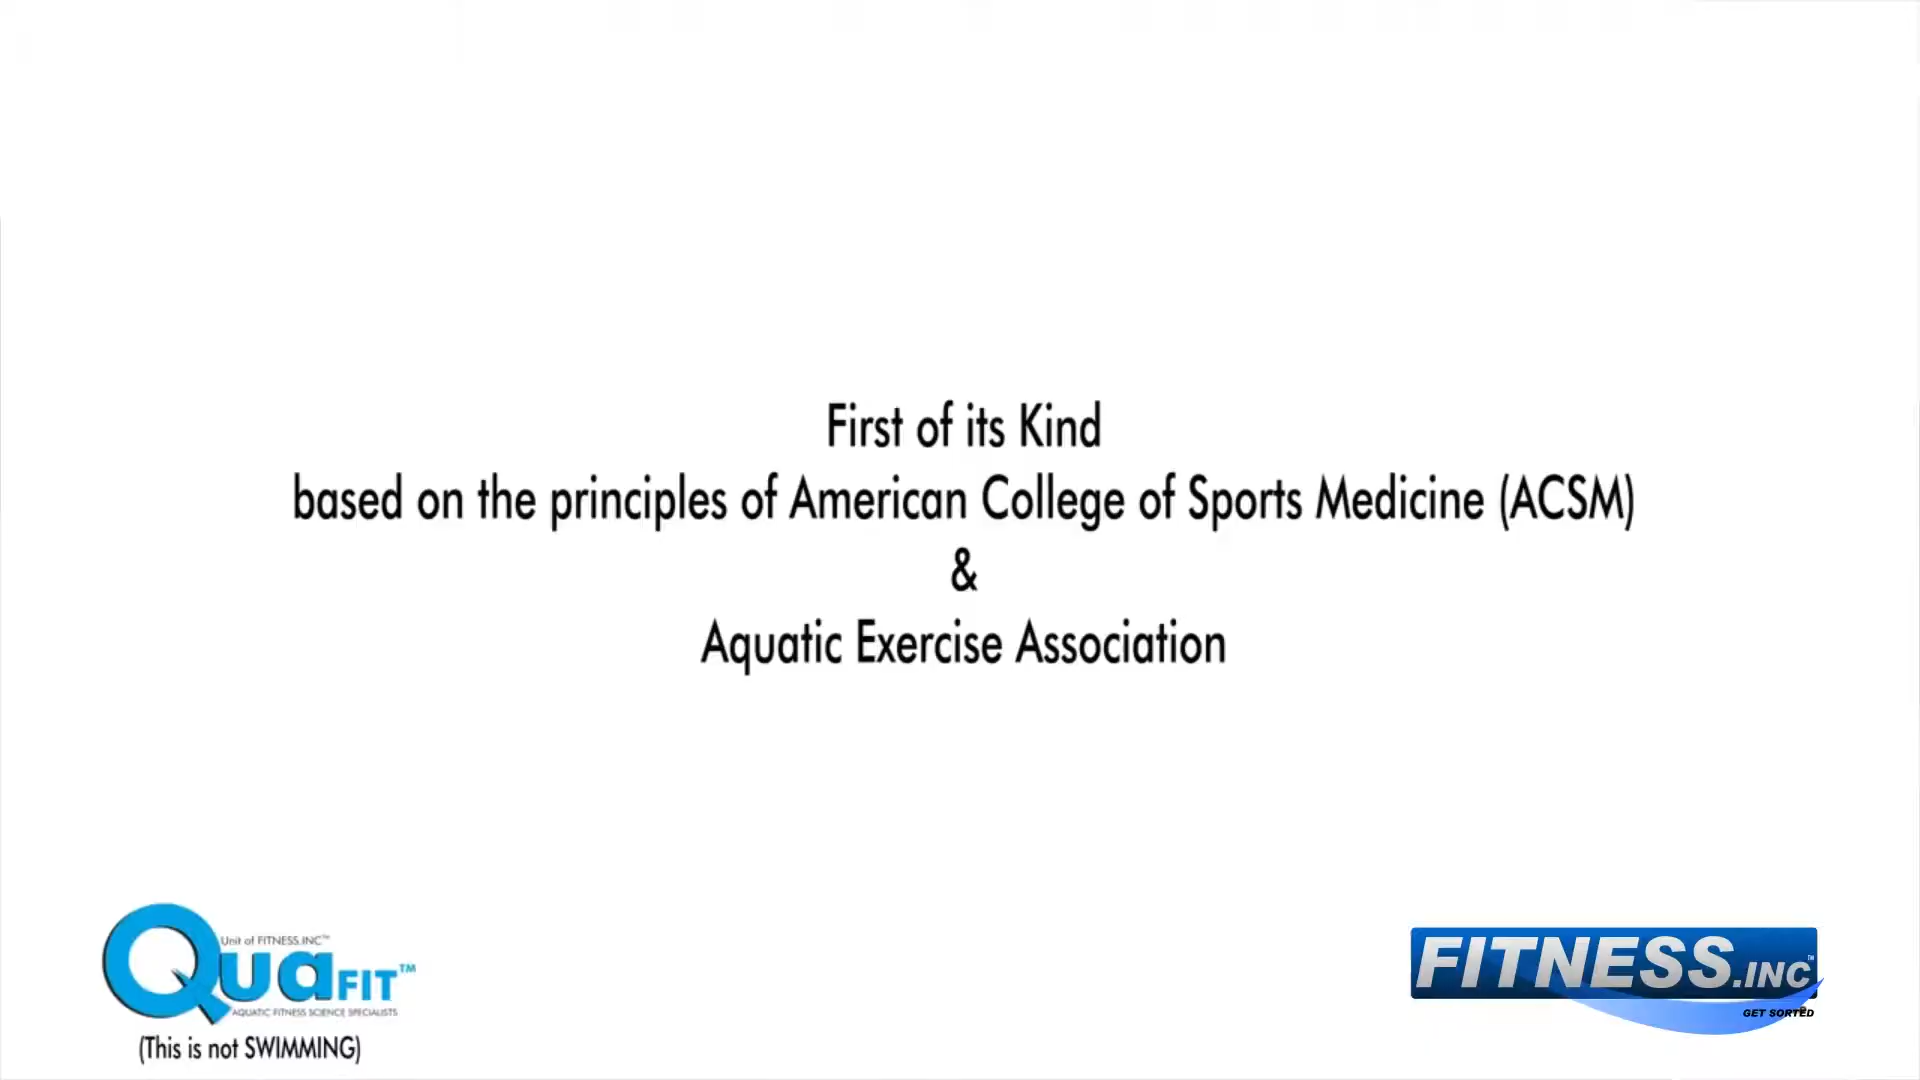 First of its Kind
based on the principles of American College of Sports Medicine (ACSM)
&
Aquatic Exercise Association
Unit of FITNESS.INC™
QuaFIT™
AQUATIC FITNESS SCIENCE SPECIALISTS
(This is not SWIMMING)
FITNESS.INC™
GET SORTED